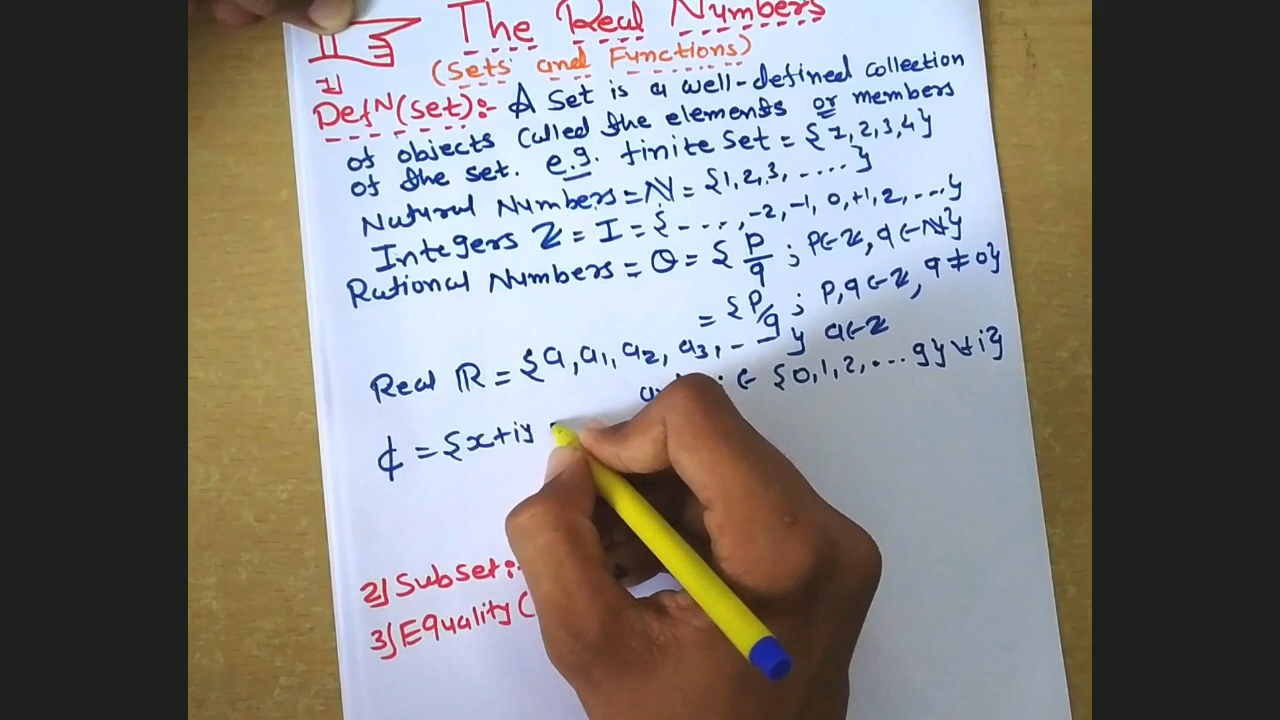 The Real Numbers
(Sets and Functions)
1)
Defᴺ(Set):- A Set is a well-defined collection
of objects called the elements or members
of the set. e.g. finite Set = {1,2,3,4}
Natural Numbers = N = {1,2,3, .....}
Integers Z = I = {- ..., -2, -1, 0, +1, 2, ...}
Rational Numbers = Q = { p/q ; p∈Z, q∈N}
= {p/q ; p,q∈Z, q≠0}
Real ℝ = {a, a1, a2, a3, - - } a∈Z
∈ {0,1,2,...9} ∀i}
₵ = {x+iy
2) Subset:-
3) Equality (